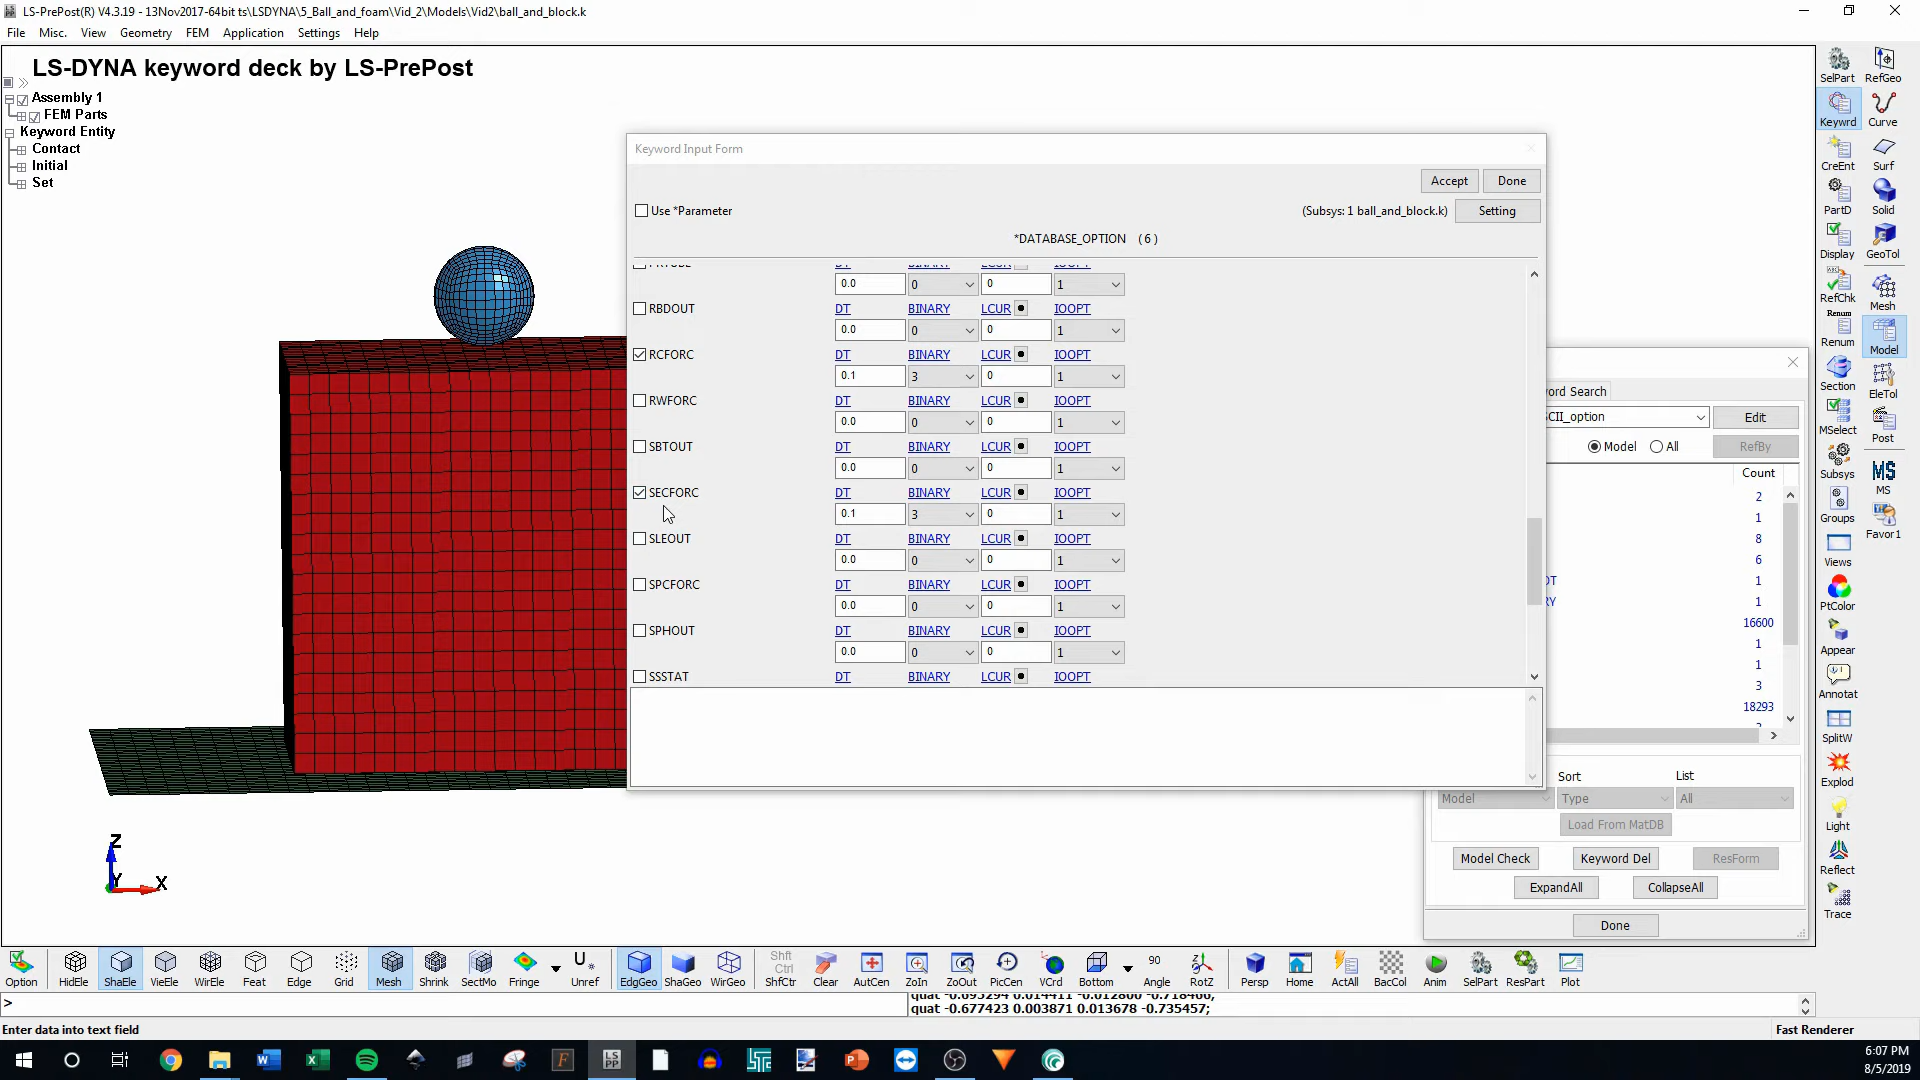 LS-PrePost(R) V4.3.19 - 13Nov2017-64bit ts\LSDYNA\5_Ball_and_foam\Vid_2\Models\Vid2\ball_and_block.k
File Misc. View Geometry FEM Application Settings Help
LS-DYNA keyword deck by LS-PrePost
Assembly 1
FEM Parts
Keyword Entity
Contact
Initial
Set
Keyword Input Form
Accept Done
Use *Parameter (Subsys: 1 ball_and_block.k) Setting
*DATABASE_OPTION (6)
0.0 0 0 1
RBDOUT DT BINARY LCUR IOOPT
0.0 0 0 1
RCFORC DT BINARY LCUR IOOPT
0.1 3 0 1
RWFORC DT BINARY LCUR IOOPT
0.0 0 0 1
SBTOUT DT BINARY LCUR IOOPT
0.0 0 0 1
SECFORC DT BINARY LCUR IOOPT
0.1 3 0 1
SLEOUT DT BINARY LCUR IOOPT
0.0 0 0 1
SPCFORC DT BINARY LCUR IOOPT
0.0 0 0 1
SPHOUT DT BINARY LCUR IOOPT
0.0 0 0 1
SSSTAT DT BINARY LCUR IOOPT
ord Search
CII_option Edit
Model All RefBy
Count
2
1
8
6
1
1
16600
1
1
3
18293
Sort List
Model Type All
Load From MatDB
Model Check Keyword Del ResForm
ExpandAll CollapseAll
Done
SelPart RefGeo
Keywrd Curve
CreEnt Surf
PartD Solid
Display GeoTol
RefChk Mesh
Renum
Renum Model
Section EleTol
MSelect Post
Subsys MS
MS
Groups Favor1
Views
PtColor
Appear
Annotat
SplitW
Explod
Light
Reflect
Trace
Z
Y X
Option HidEle ShaEle VieEle WirEle Feat Edge Grid Mesh Shrink SectMo Fringe Unref EdgGeo ShaGeo WirGeo Shft Ctrl ShfCtr Clear AutCen ZoIn ZoOut PicCen VCrd Bottom 90 Angle RotZ Persp Home ActAll BacCol Anim SelPart ResPart Plot
>
quat -0.677423 0.003871 0.013678 -0.735457;
Enter data into text field Fast Renderer
6:07 PM
8/5/2019